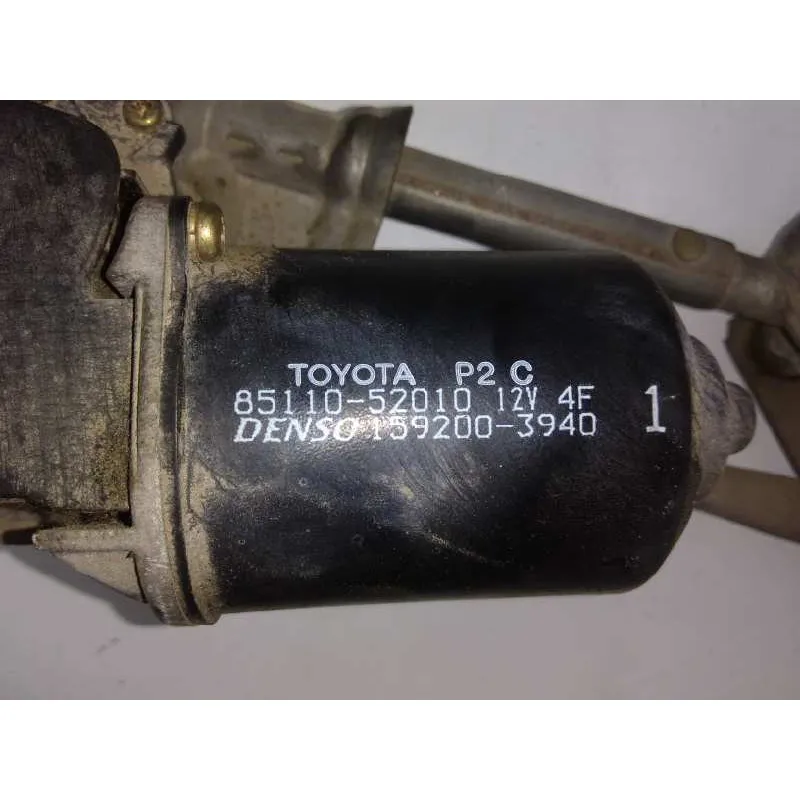 TOYOTA P2 C
85110-52010 12V 4F 1
DENSO 159200-3940